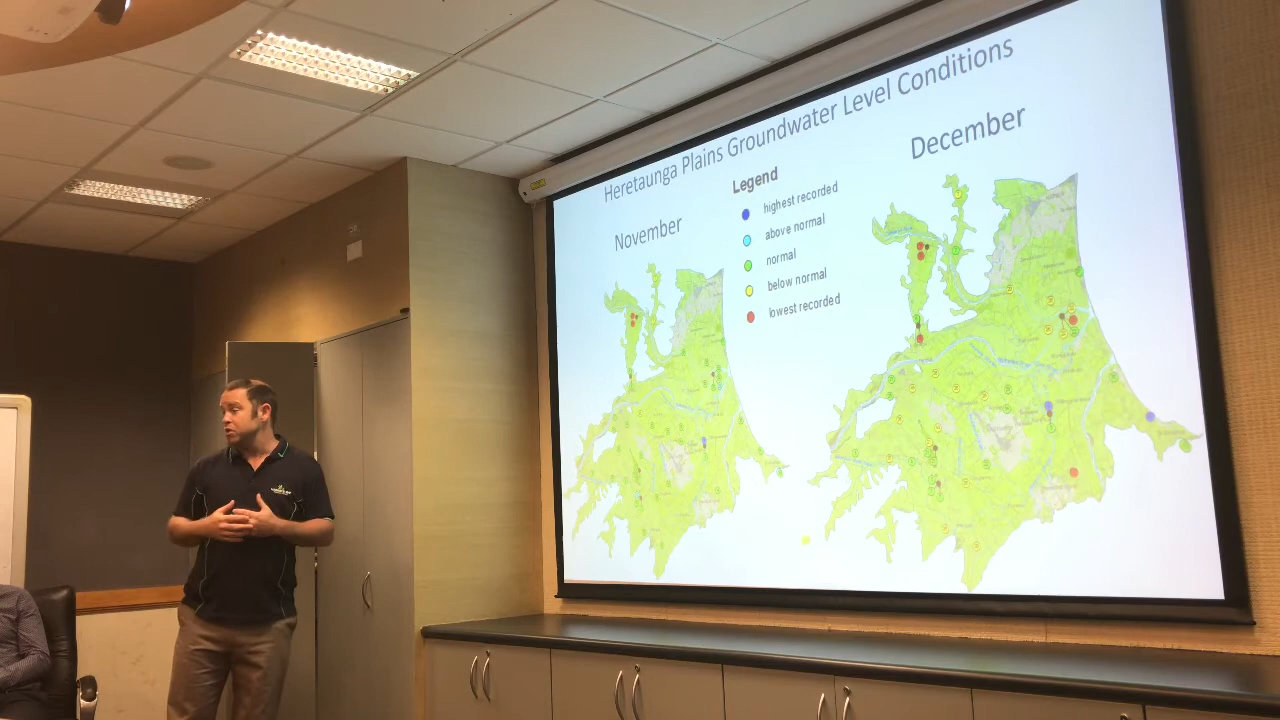 Heretaunga Plains Groundwater Level Conditions
November
December
Legend
highest recorded
above normal
normal
below normal
lowest recorded